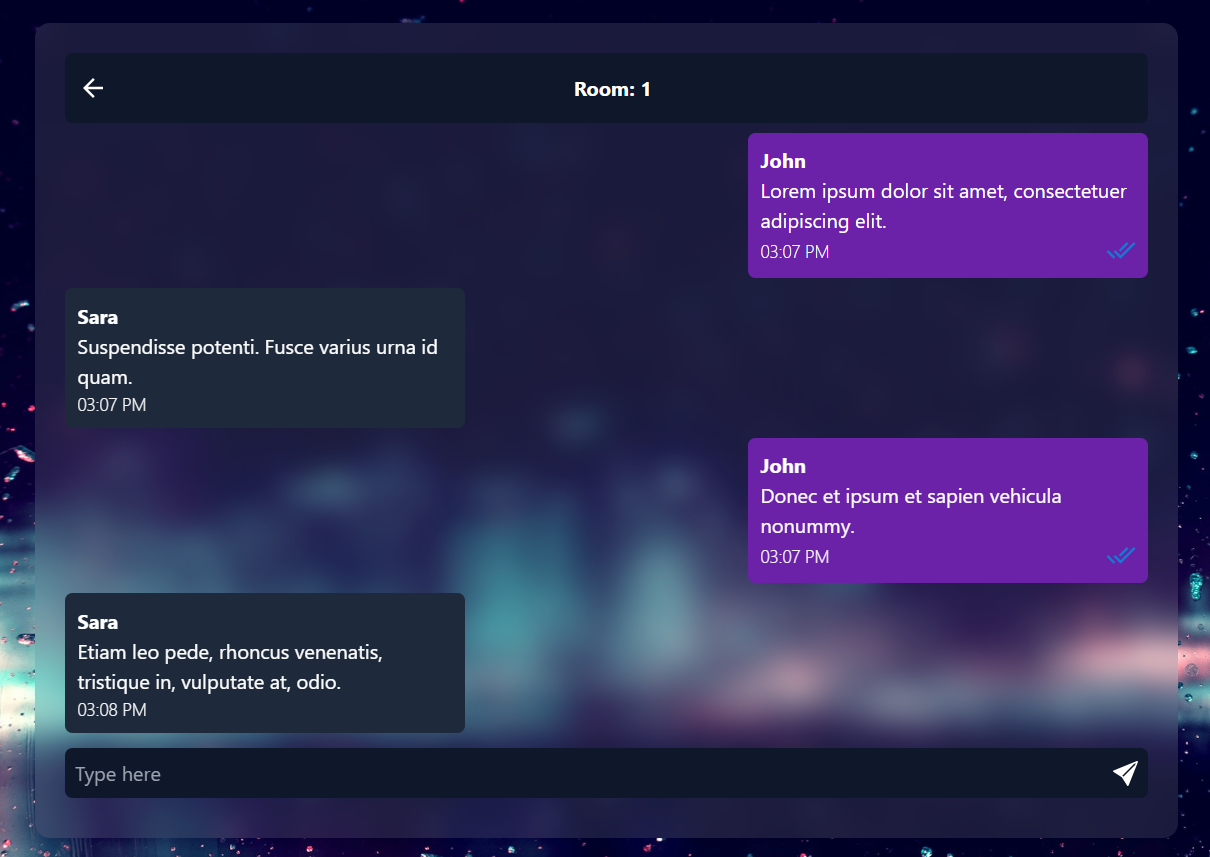 Room: 1
John
Lorem ipsum dolor sit amet, consectetuer
adipiscing elit.
03:07 PM
Sara
Suspendisse potenti. Fusce varius urna id
quam.
03:07 PM
John
Donec et ipsum et sapien vehicula
nonummy.
03:07 PM
Sara
Etiam leo pede, rhoncus venenatis,
tristique in, vulputate at, odio.
03:08 PM
Type here